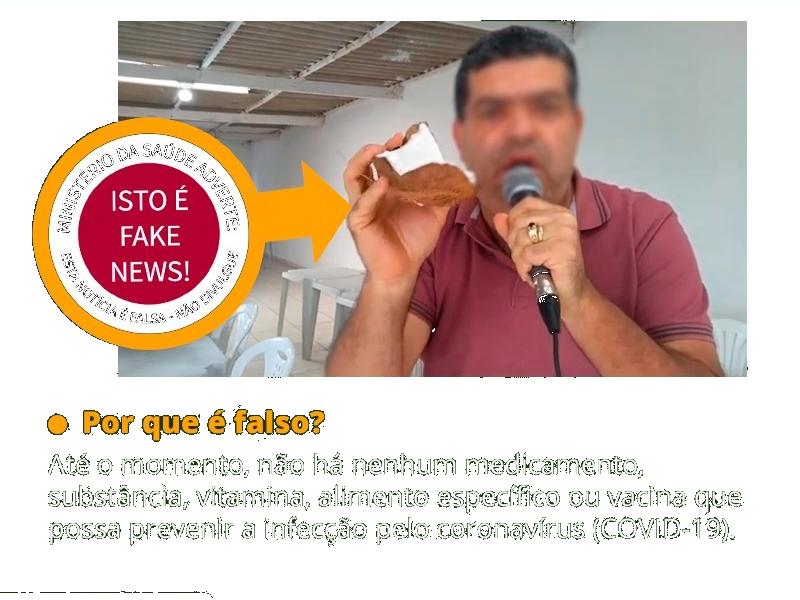 MINISTÉRIO DA SAÚDE ADVERTE:
ISTO É
FAKE
NEWS!
ESTA NOTÍCIA É FALSA - NÃO DIVULGUE
Por que é falso?
Até o momento, não há nenhum medicamento,
substância, vitamina, alimento específico ou vacina que
possa prevenir a infecção pelo coronavírus (COVID-19).